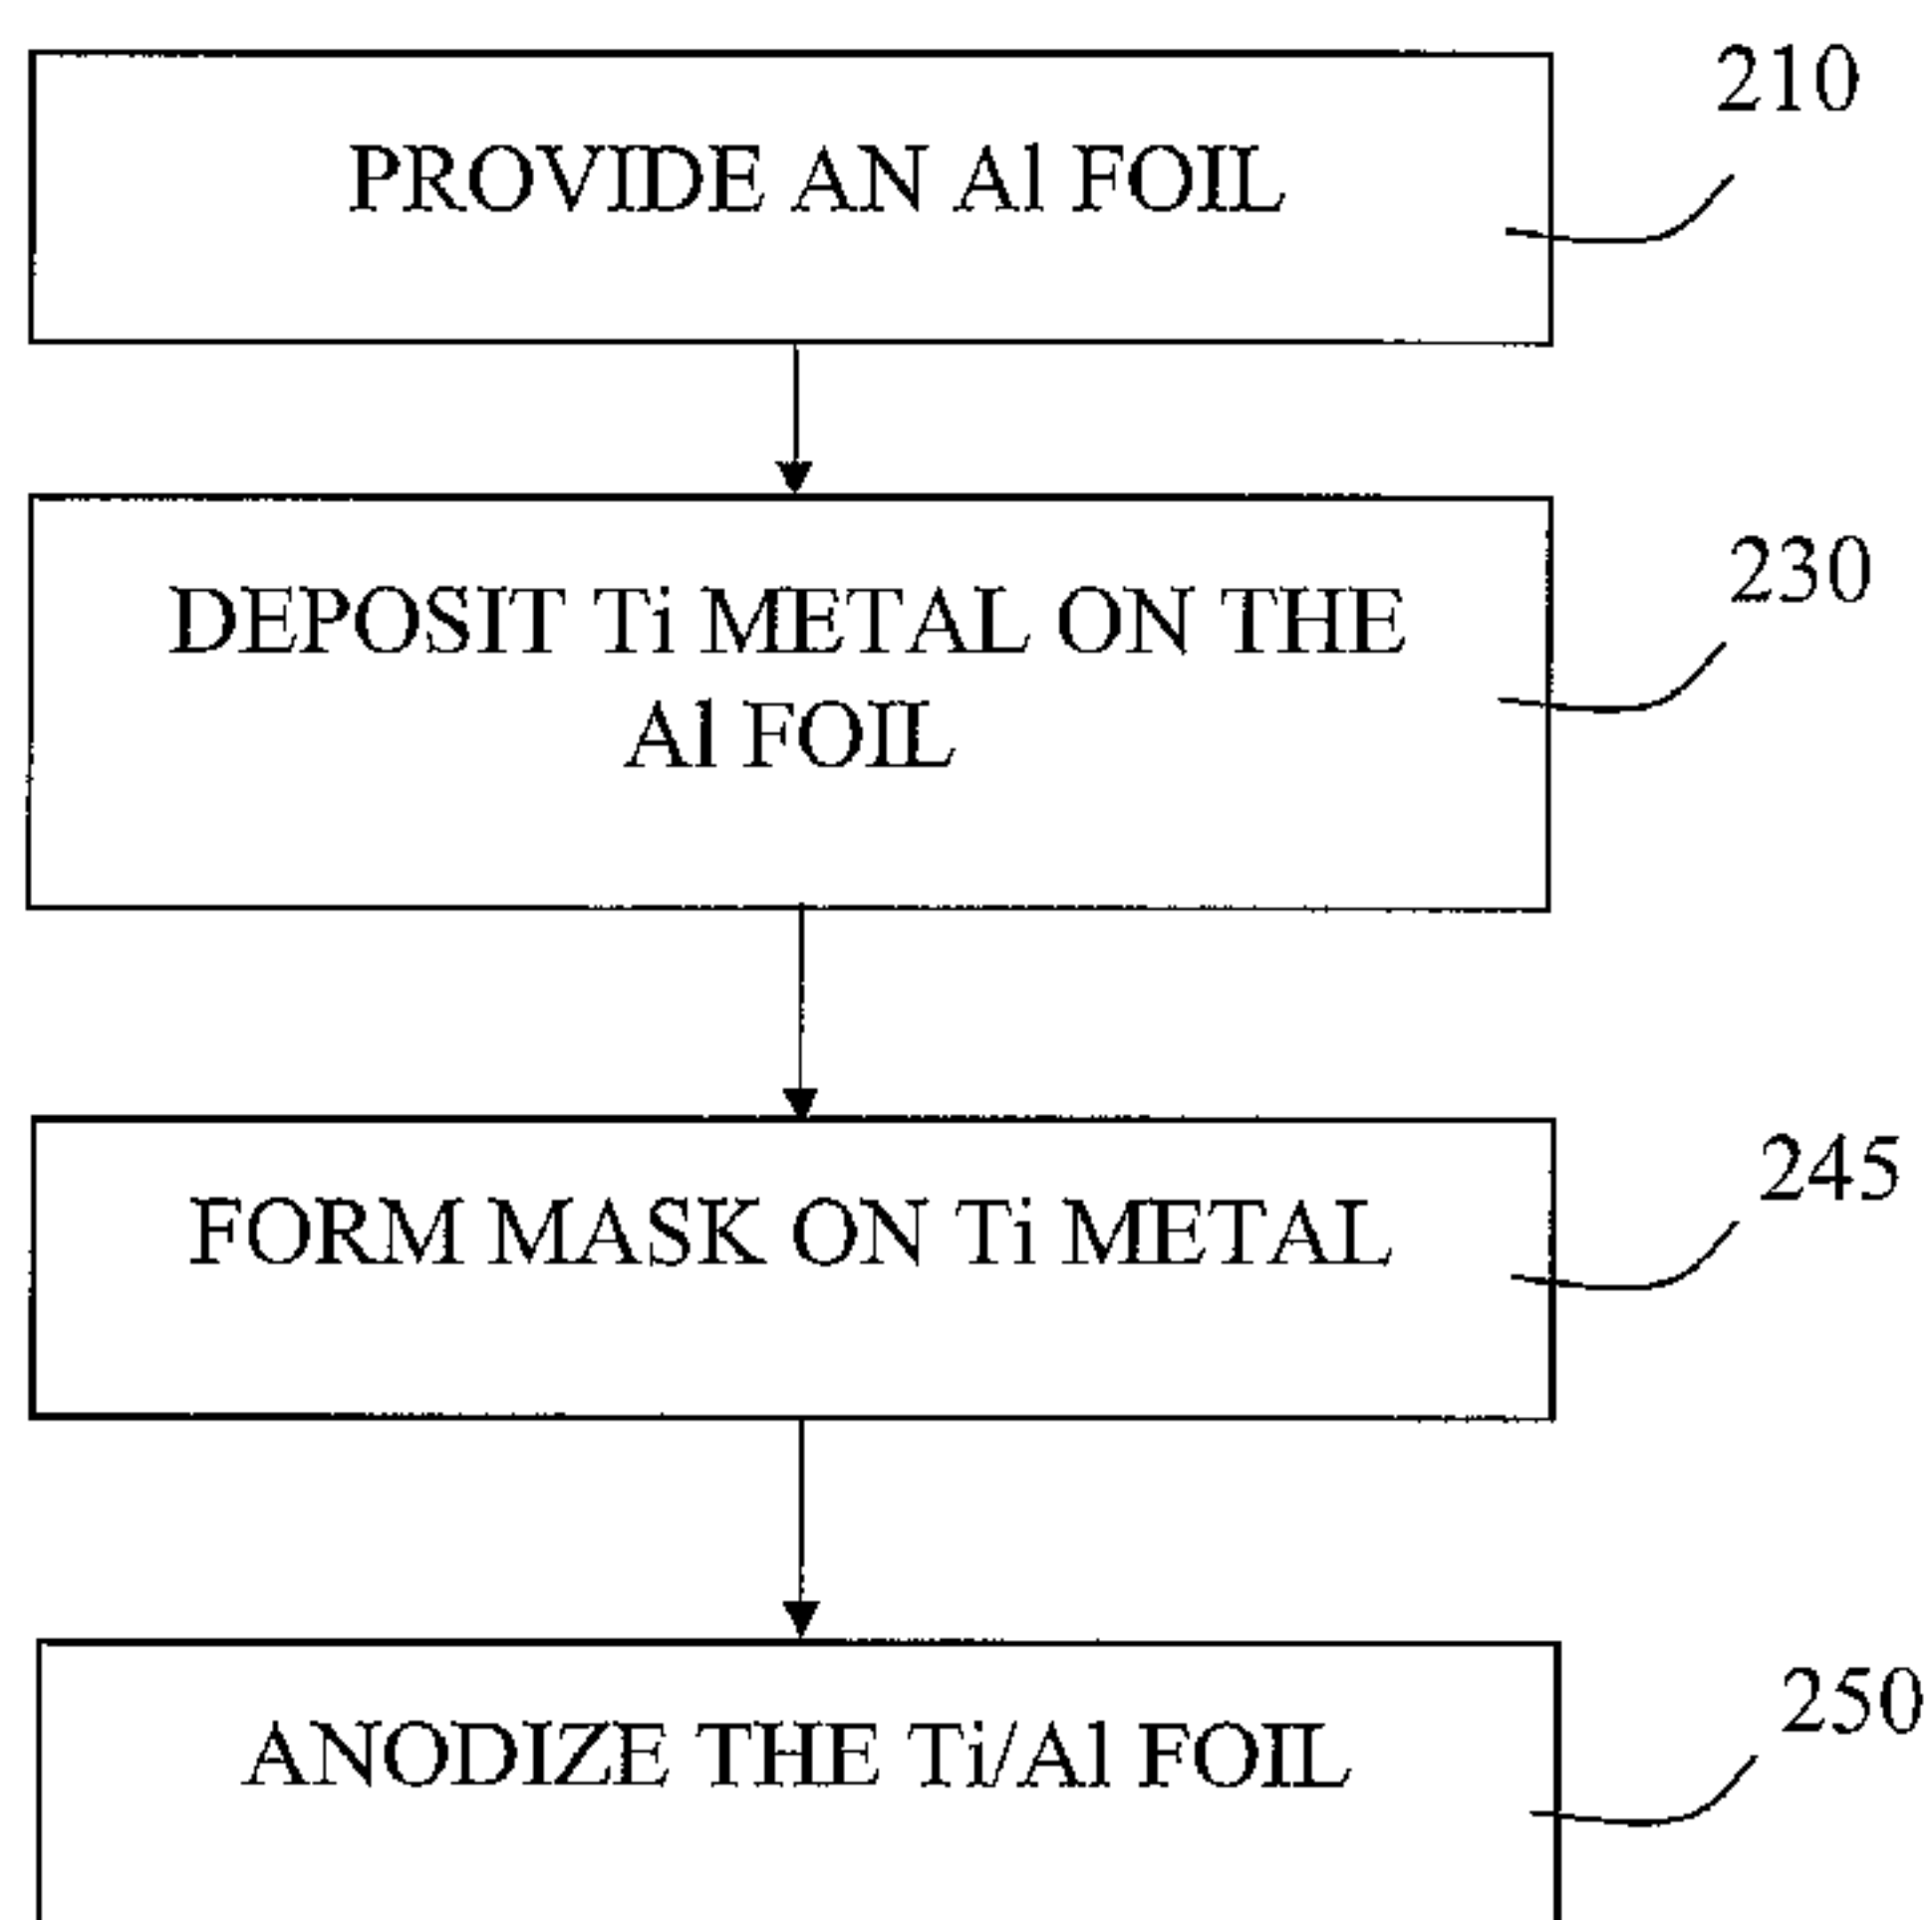 210
PROVIDE AN Al FOIL
230
DEPOSIT Ti METAL ON THE
Al FOIL
245
FORM MASK ON Ti METAL
250
ANODIZE THE Ti/Al FOIL